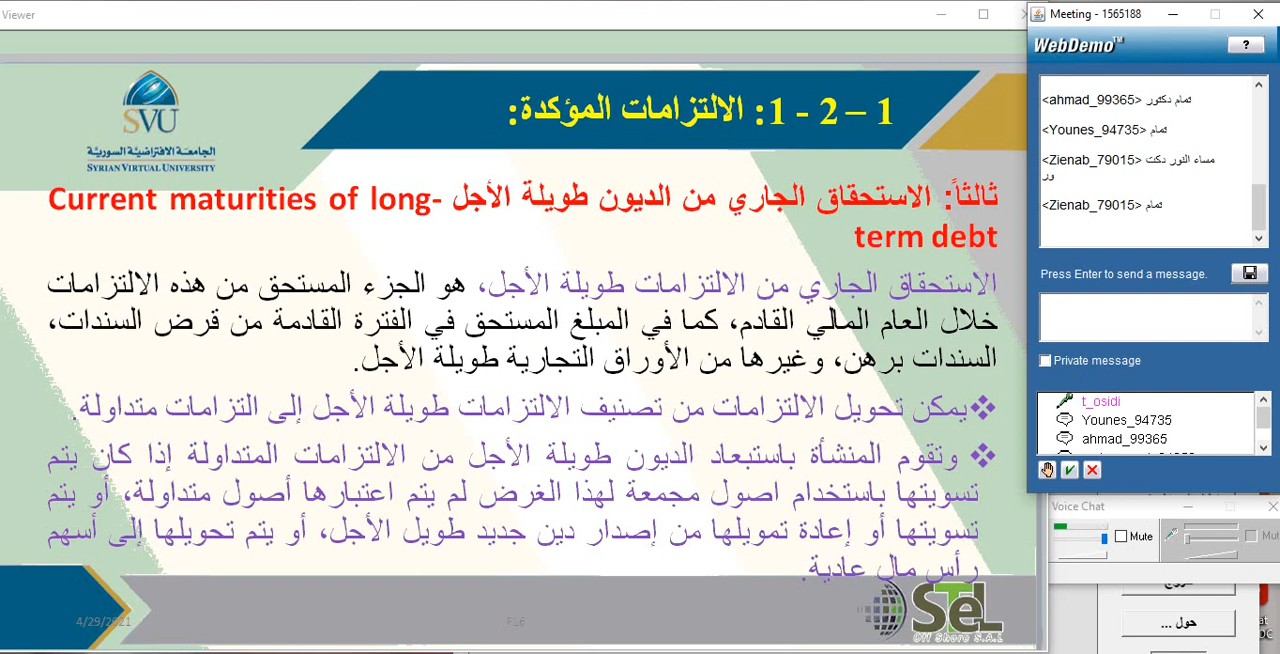 Viewer
SVU
الجامعة الافتراضية السورية
SYRIAN VIRTUAL UNIVERSITY
1 – 2 - 1: الالتزامات المؤكدة:
ثالثاً: الاستحقاق الجاري من الديون طويلة الأجل Current maturities of long-
term debt
الاستحقاق الجاري من الالتزامات طويلة الأجل، هو الجزء المستحق من هذه الالتزامات
خلال العام المالي القادم، كما في المبلغ المستحق في الفترة القادمة من قرض السندات،
السندات برهن، وغيرها من الأوراق التجارية طويلة الأجل.
❖يمكن تحويل الالتزامات من تصنيف الالتزامات طويلة الأجل إلى التزامات متداولة.
❖ وتقوم المنشأة باستبعاد الديون طويلة الأجل من الالتزامات المتداولة إذا كان يتم
تسويتها باستخدام اصول مجمعة لهذا الغرض لم يتم اعتبارها أصول متداولة، أو يتم
تسويتها أو إعادة تمويلها من إصدار دين جديد طويل الأجل، أو يتم تحويلها إلى أسهم
رأس مال عادية.
4/29/2021
STeL
Off Shore S.A.L
Meeting - 1565188
WebDemo™
?
<ahmad_99365> تمام دكتور
<Younes_94735> تمام
<Zienab_79015> مساء النور دكت
ور
<Zienab_79015> تمام
Press Enter to send a message.
Private message
t_osidi
Younes_94735
ahmad_99365
Voice Chat
Mute
Mut
حول ...